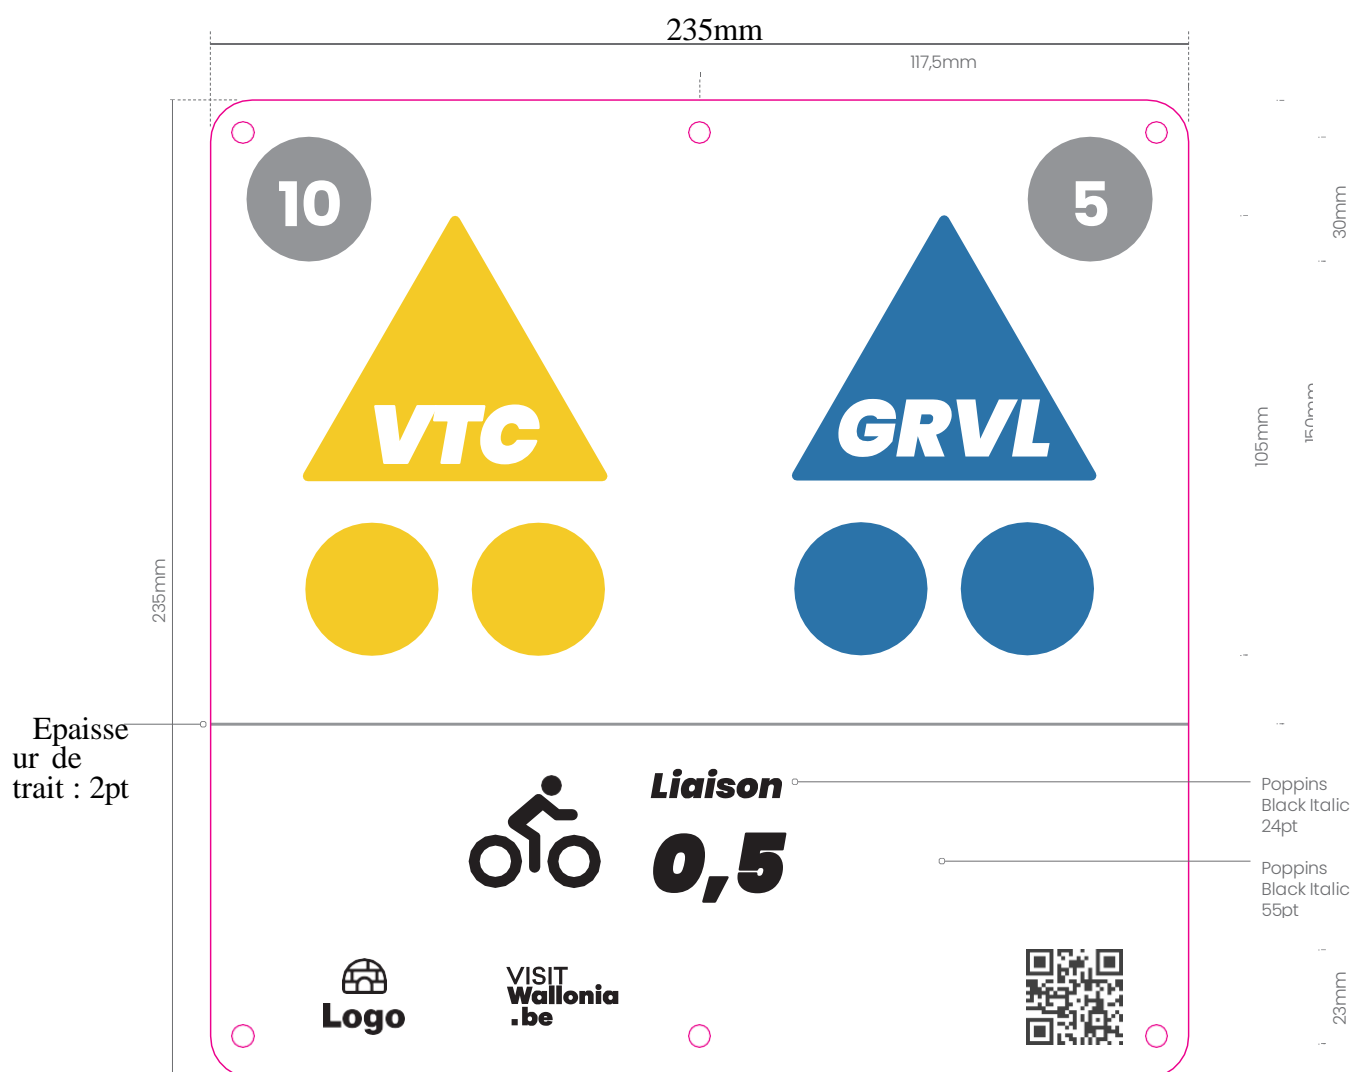 235mm
117,5mm
10
5
30mm
VTC
GRVL
105mm
150mm
235mm
Epaisse
ur de
trait : 2pt
Liaison
Poppins
Black Italic
24pt
0,5
Poppins
Black Italic
55pt
VISIT
Wallonia
.be
Logo
23mm